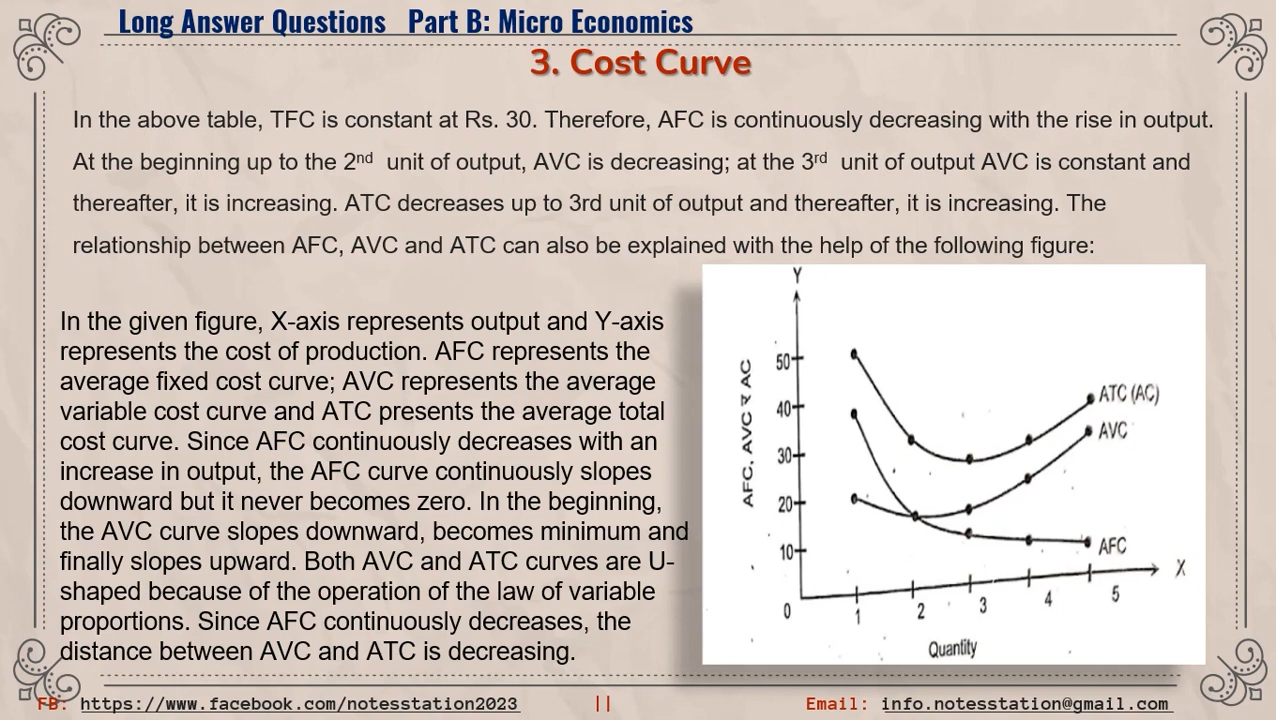 Long Answer Questions Part B: Micro Economics
3. Cost Curve
In the above table, TFC is constant at Rs. 30. Therefore, AFC is continuously decreasing with the rise in output.
At the beginning up to the 2nd unit of output, AVC is decreasing; at the 3rd unit of output AVC is constant and
thereafter, it is increasing. ATC decreases up to 3rd unit of output and thereafter, it is increasing. The
relationship between AFC, AVC and ATC can also be explained with the help of the following figure:
In the given figure, X-axis represents output and Y-axis
represents the cost of production. AFC represents the
average fixed cost curve; AVC represents the average
variable cost curve and ATC presents the average total
cost curve. Since AFC continuously decreases with an
increase in output, the AFC curve continuously slopes
downward but it never becomes zero. In the beginning,
the AVC curve slopes downward, becomes minimum and
finally slopes upward. Both AVC and ATC curves are U-
shaped because of the operation of the law of variable
proportions. Since AFC continuously decreases, the
distance between AVC and ATC is decreasing.
Y
AFC, AVC र AC
50
40
30
20
10
0
ATC (AC)
AVC
AFC
X
1 2 3 4 5
Quantity
FB: https://www.facebook.com/notesstation2023 || Email: info.notesstation@gmail.com